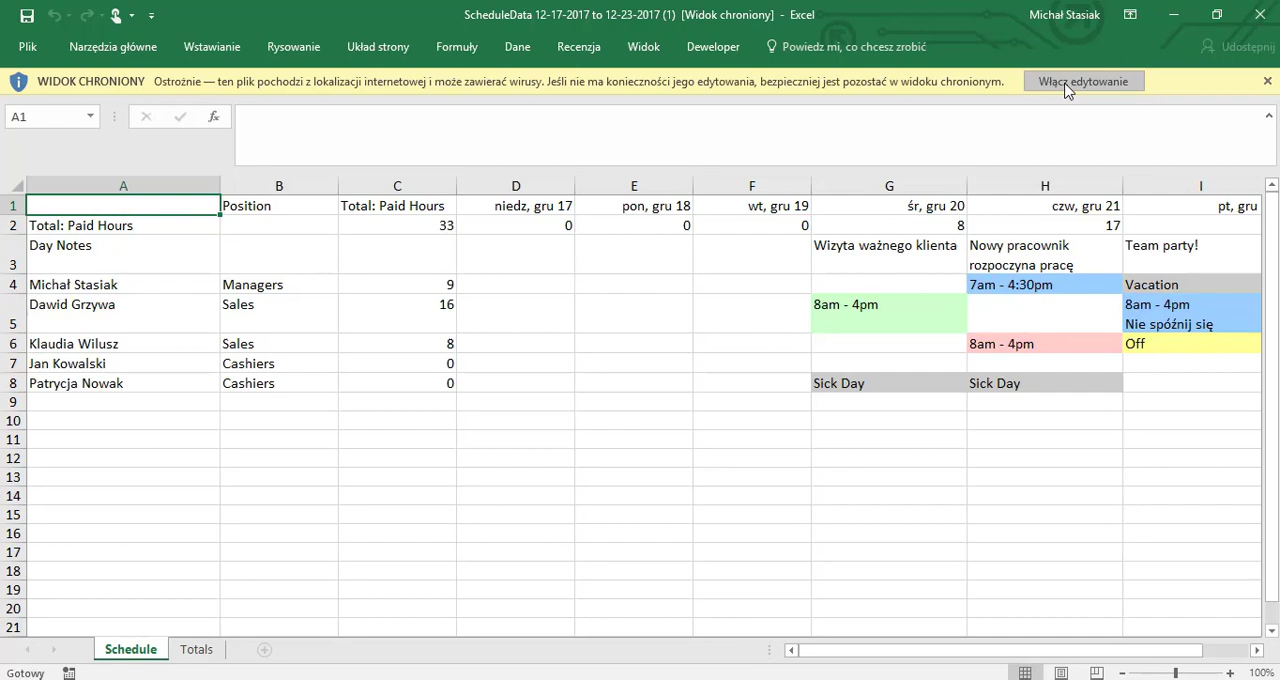 ScheduleData 12-17-2017 to 12-23-2017 (1) [Widok chroniony] - Excel Michał Stasiak
Plik Narzędzia główne Wstawianie Rysowanie Układ strony Formuły Dane Recenzja Widok Deweloper Powiedz mi, co chcesz zrobić Udostępnij
WIDOK CHRONIONY Ostrożnie — ten plik pochodzi z lokalizacji internetowej i może zawierać wirusy. Jeśli nie ma konieczności jego edytowania, bezpieczniej jest pozostać w widoku chronionym. Włącz edytowanie
A1 fx
A B C D E F G H I
1 Position Total: Paid Hours niedz, gru 17 pon, gru 18 wt, gru 19 śr, gru 20 czw, gru 21 pt, gru
2 Total: Paid Hours 33 0 0 0 8 17
Day Notes Wizyta ważnego klienta Nowy pracownik Team party!
3 rozpoczyna pracę
4 Michał Stasiak Managers 9 7am - 4:30pm Vacation
Dawid Grzywa Sales 16 8am - 4pm 8am - 4pm
5 Nie spóźnij się
6 Klaudia Wilusz Sales 8 8am - 4pm Off
7 Jan Kowalski Cashiers 0
8 Patrycja Nowak Cashiers 0 Sick Day Sick Day
9
10
11
12
13
14
15
16
17
18
19
20
21
Schedule Totals
Gotowy 100%